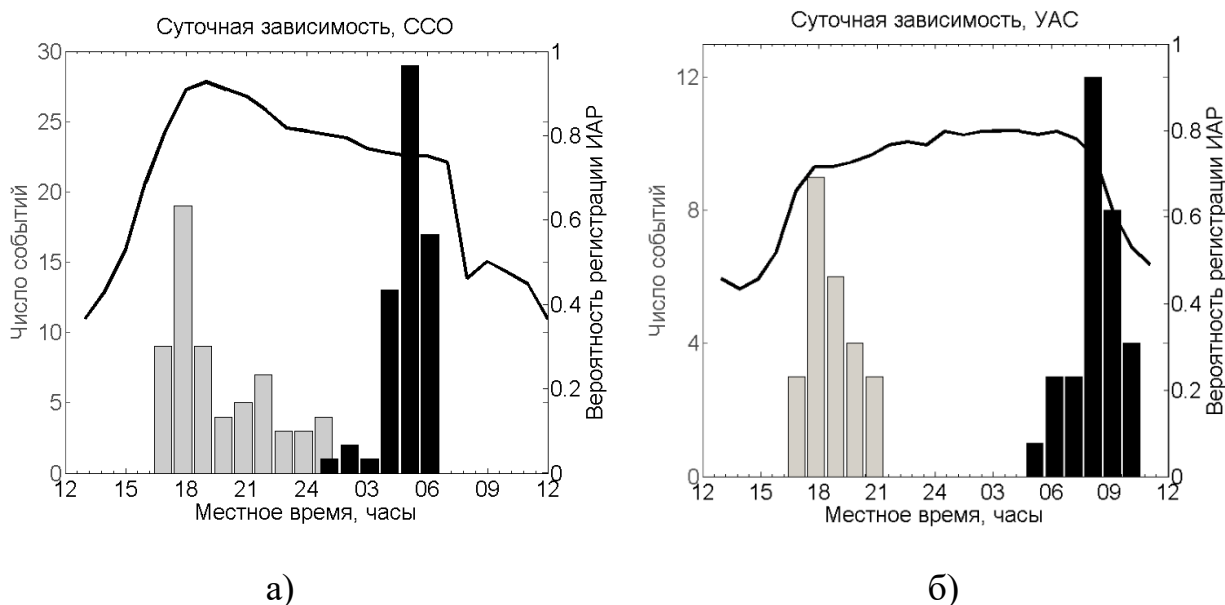 Суточная зависимость, ССО
30
25
20
15
10
5
0
Число событий
1
0.8
0.6
0.4
0.2
0
Вероятность регистрации ИАР
12 15 18 21 24 03 06 09 12
Местное время, часы
а)
Суточная зависимость, УАС
12
8
4
0
Число событий
1
0.8
0.6
0.4
0.2
0
Вероятность регистрации ИАР
12 15 18 21 24 03 06 09 12
Местное время, часы
б)